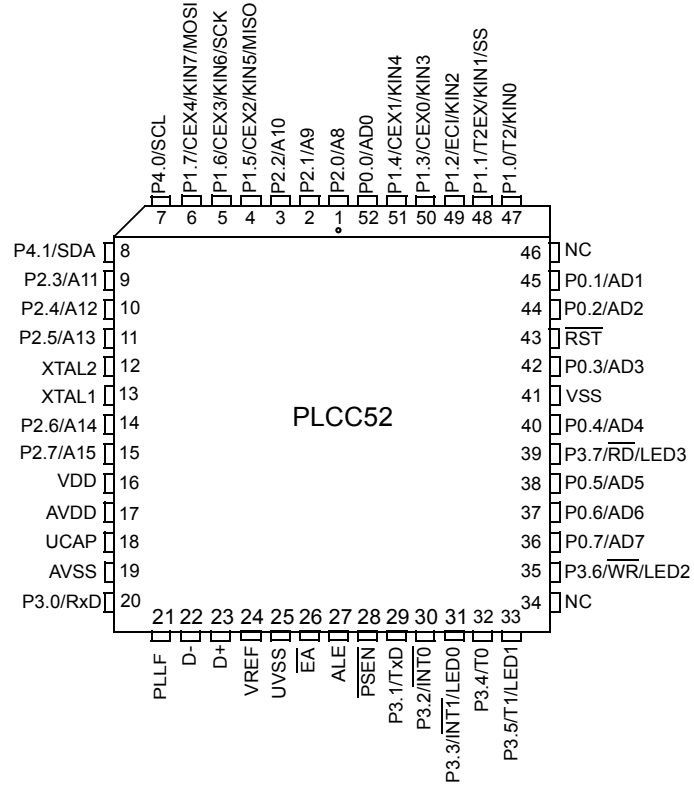 P4.0/SCL
P1.7/CEX4/KIN7/MOSI
P1.6/CEX3/KIN6/SCK
P1.5/CEX2/KIN5/MISO
P2.2/A10
P2.1/A9
P2.0/A8
P0.0/AD0
P1.4/CEX1/KIN4
P1.3/CEX0/KIN3
P1.2/ECI/KIN2
P1.1/T2EX/KIN1/SS
P1.0/T2/KIN0
7 6 5 4 3 2 1 52 51 50 49 48 47
P4.1/SDA 8
P2.3/A11 9
P2.4/A12 10
P2.5/A13 11
XTAL2 12
XTAL1 13
P2.6/A14 14
P2.7/A15 15
VDD 16
AVDD 17
UCAP 18
AVSS 19
P3.0/RxD 20
PLCC52
46 NC
45 P0.1/AD1
44 P0.2/AD2
43 RST
42 P0.3/AD3
41 VSS
40 P0.4/AD4
39 P3.7/RD/LED3
38 P0.5/AD5
37 P0.6/AD6
36 P0.7/AD7
35 P3.6/WR/LED2
34 NC
21 22 23 24 25 26 27 28 29 30 31 32 33
PLLF
D-
D+
VREF
UVSS
EA
ALE
PSEN
P3.1/TxD
P3.2/INT0
P3.3/INT1/LED0
P3.4/T0
P3.5/T1/LED1